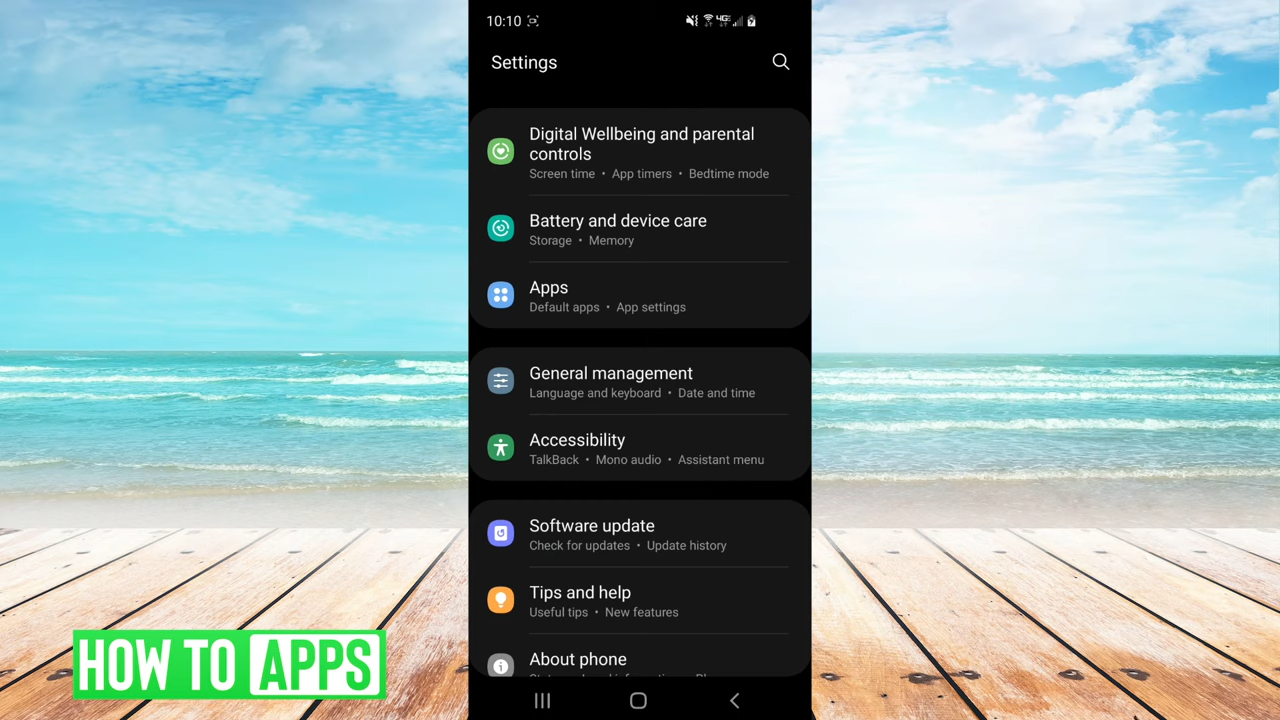 10:10
4G
Settings
Digital Wellbeing and parental
controls
Screen time • App timers • Bedtime mode
Battery and device care
Storage • Memory
Apps
Default apps • App settings
General management
Language and keyboard • Date and time
Accessibility
TalkBack • Mono audio • Assistant menu
Software update
Check for updates • Update history
Tips and help
Useful tips • New features
About phone
HOW TO APPS